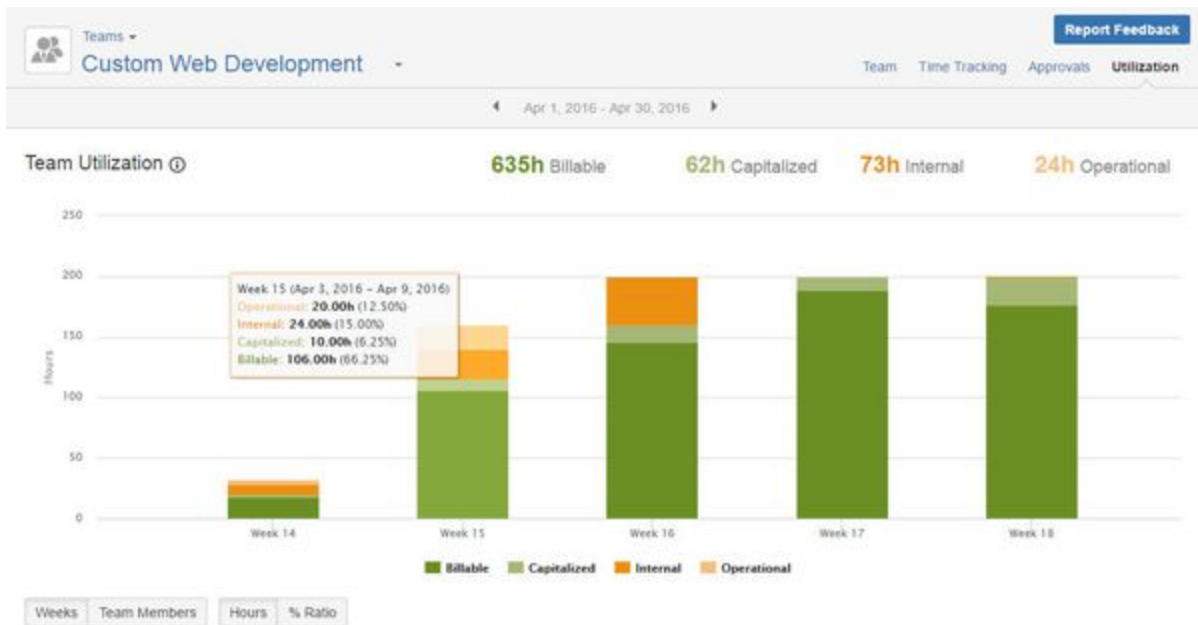 Teams
Report Feedback
Custom Web Development
Team Time Tracking Approvals Utilization
Apr 1, 2016 - Apr 30, 2016
Team Utilization
635h Billable 62h Capitalized 73h Internal 24h Operational
250
200
150
100
50
0
Hours
Week 15 (Apr 3, 2016 - Apr 9, 2016)
Operational: 20.00h (12.50%)
Internal: 24.00h (15.00%)
Capitalized: 10.00h (6.25%)
Billable: 106.00h (66.25%)
Week 14 Week 15 Week 16 Week 17 Week 18
Billable Capitalized Internal Operational
Weeks Team Members Hours % Ratio